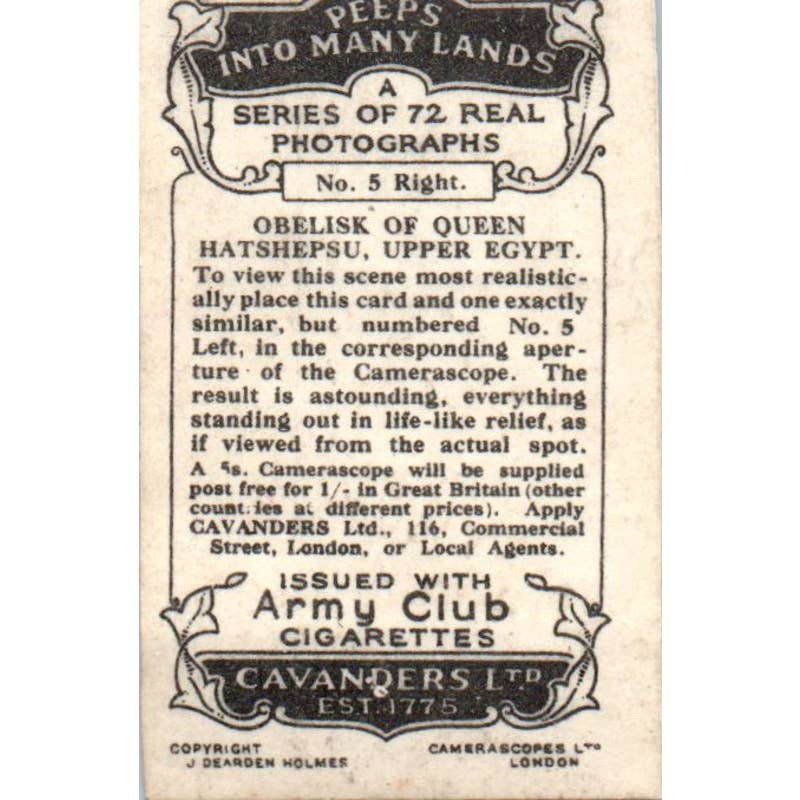 PEEPS
INTO MANY LANDS
A
SERIES OF 72 REAL
PHOTOGRAPHS
No. 5 Right.
OBELISK OF QUEEN
HATSHEPSU, UPPER EGYPT.
To view this scene most realistic-
ally place this card and one exactly
similar, but numbered No. 5
Left, in the corresponding aper-
ture of the Camerascope. The
result is astounding, everything
standing out in life-like relief, as
if viewed from the actual spot.
A 5s. Camerascope will be supplied
post free for 1/- in Great Britain (other
countries at different prices). Apply
CAVANDERS Ltd., 116, Commercial
Street, London, or Local Agents.
ISSUED WITH
Army Club
CIGARETTES
CAVANDERS LTD
EST. 1775
COPYRIGHT
J DEARDEN HOLMES
CAMERASCOPES LTD
LONDON